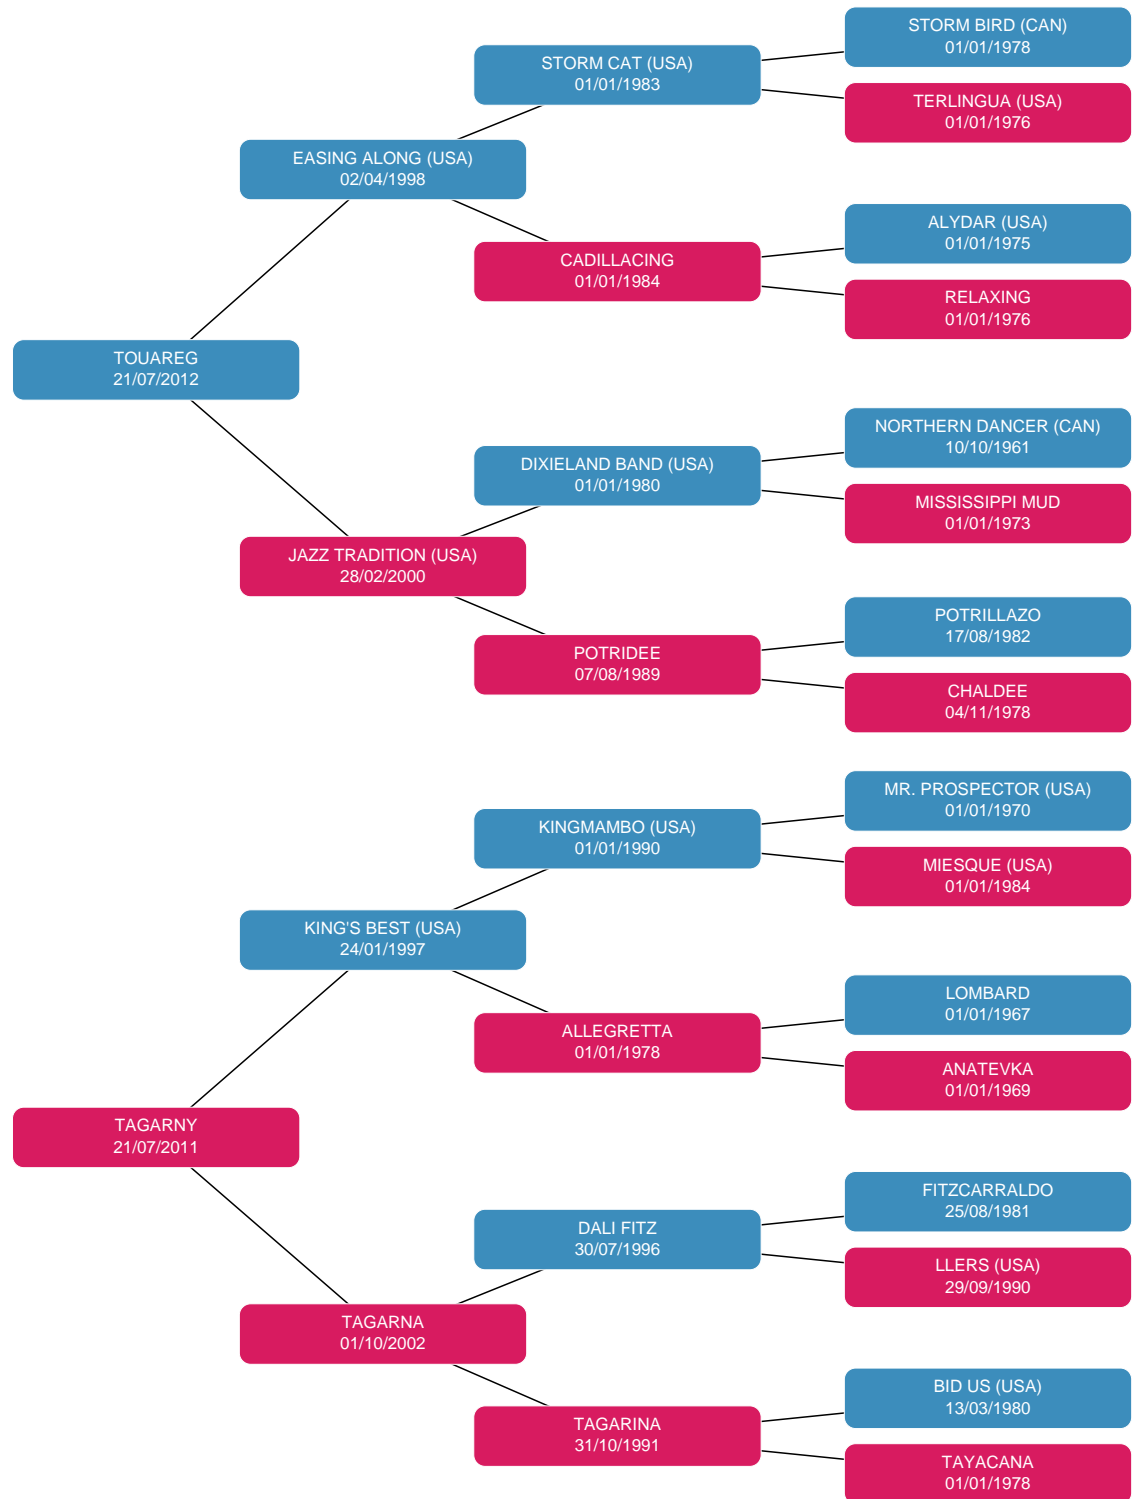 STORM BIRD (CAN)
01/01/1978
STORM CAT (USA)
01/01/1983
TERLINGUA (USA)
01/01/1976
EASING ALONG (USA)
02/04/1998
ALYDAR (USA)
01/01/1975
CADILLACING
01/01/1984
RELAXING
01/01/1976
TOUAREG
21/07/2012
NORTHERN DANCER (CAN)
10/10/1961
DIXIELAND BAND (USA)
01/01/1980
MISSISSIPPI MUD
01/01/1973
JAZZ TRADITION (USA)
28/02/2000
POTRILLAZO
17/08/1982
POTRIDEE
07/08/1989
CHALDEE
04/11/1978
MR. PROSPECTOR (USA)
01/01/1970
KINGMAMBO (USA)
01/01/1990
MIESQUE (USA)
01/01/1984
KING'S BEST (USA)
24/01/1997
LOMBARD
01/01/1967
ALLEGRETTA
01/01/1978
ANATEVKA
01/01/1969
TAGARNY
21/07/2011
FITZCARRALDO
25/08/1981
DALI FITZ
30/07/1996
LLERS (USA)
29/09/1990
TAGARNA
01/10/2002
BID US (USA)
13/03/1980
TAGARINA
31/10/1991
TAYACANA
01/01/1978